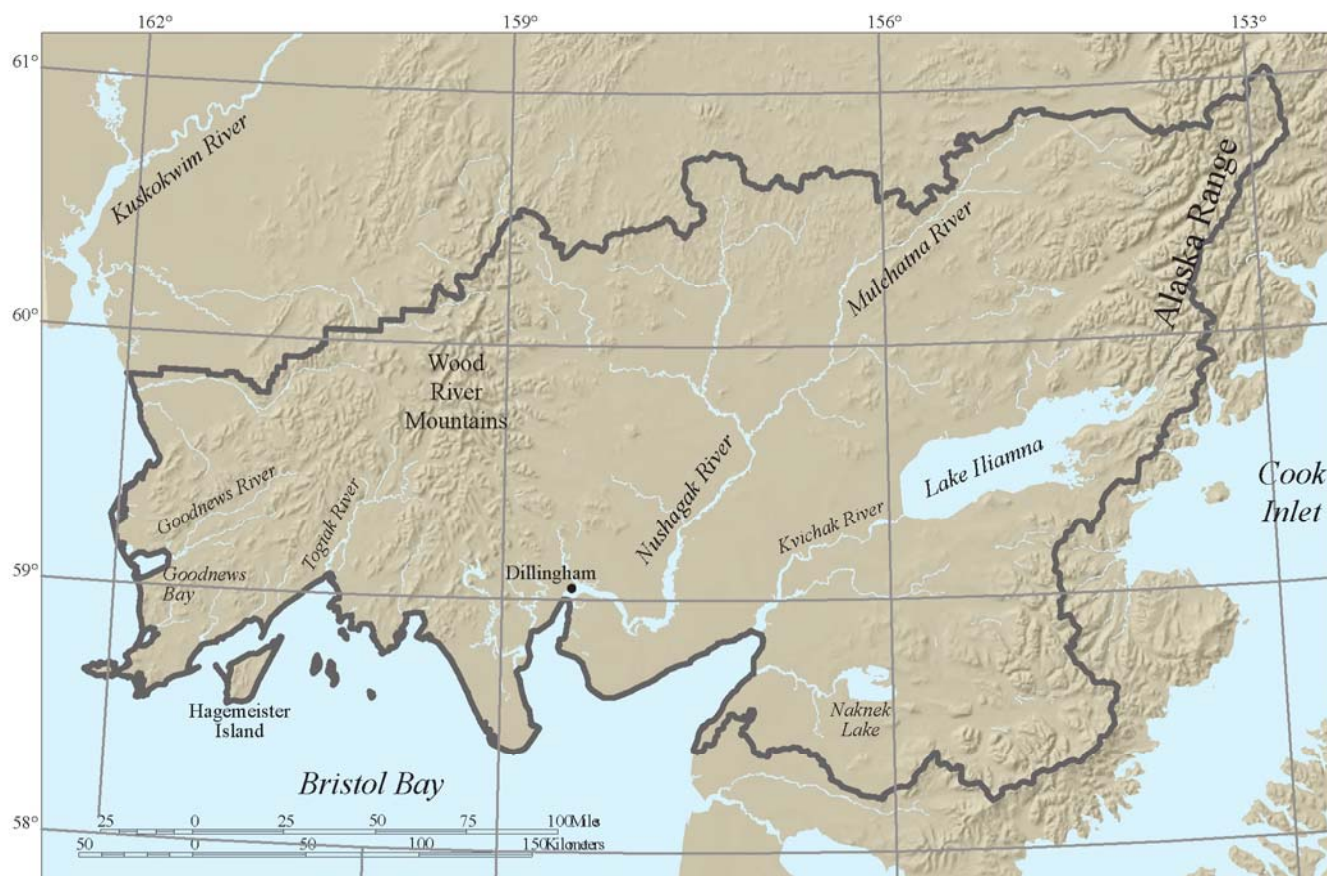 162°
159°
156°
153°
61°
Kuskokwim River
Alaska Range
Mulchatna River
60°
Wood
River
Mountains
Lake Iliamna
Nushagak River
Cook
Inlet
Goodnews River
Togiak River
Kvichak River
59°
Goodnews
Bay
Dillingham
Hagemeister
Island
Naknek
Lake
Bristol Bay
58°
25 0 25 50 75 100 Miles
50 0 50 100 150 Kilometers